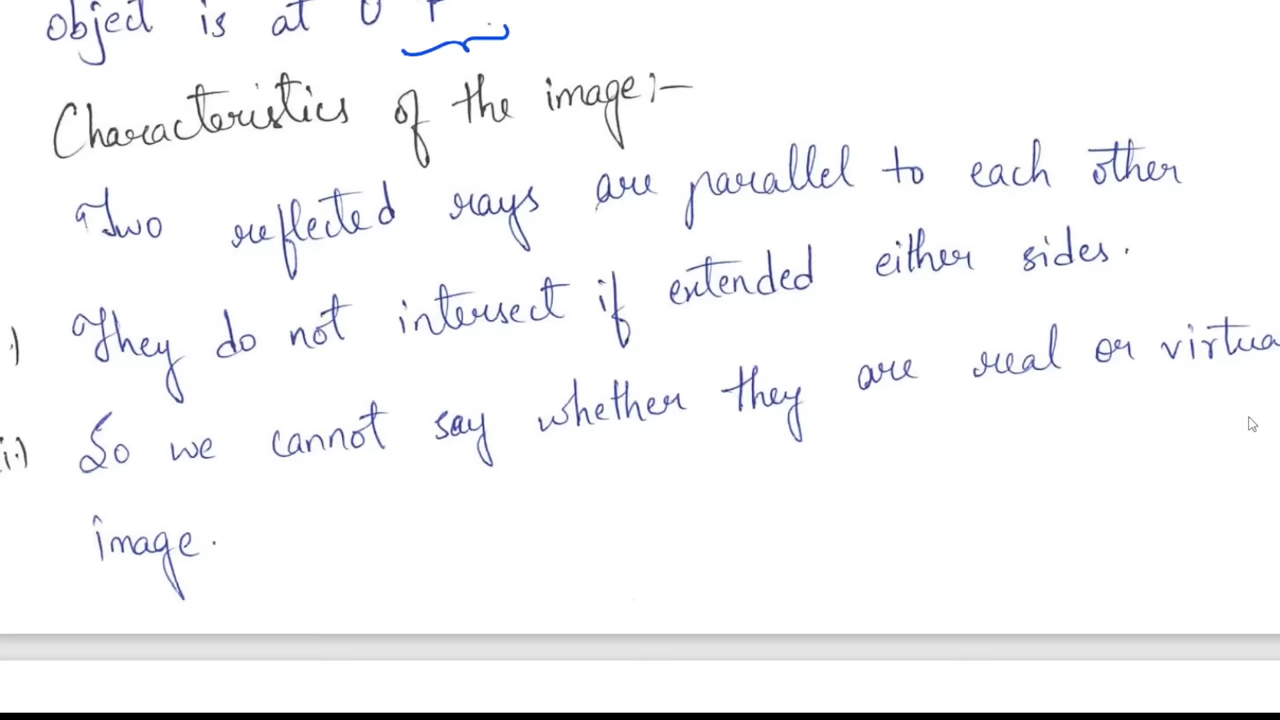 object is at
Characteristics of the image:-
Two reflected rays are parallel to each other
They do not intersect if extended either sides.
So we cannot say whether they are real or virtua
image.